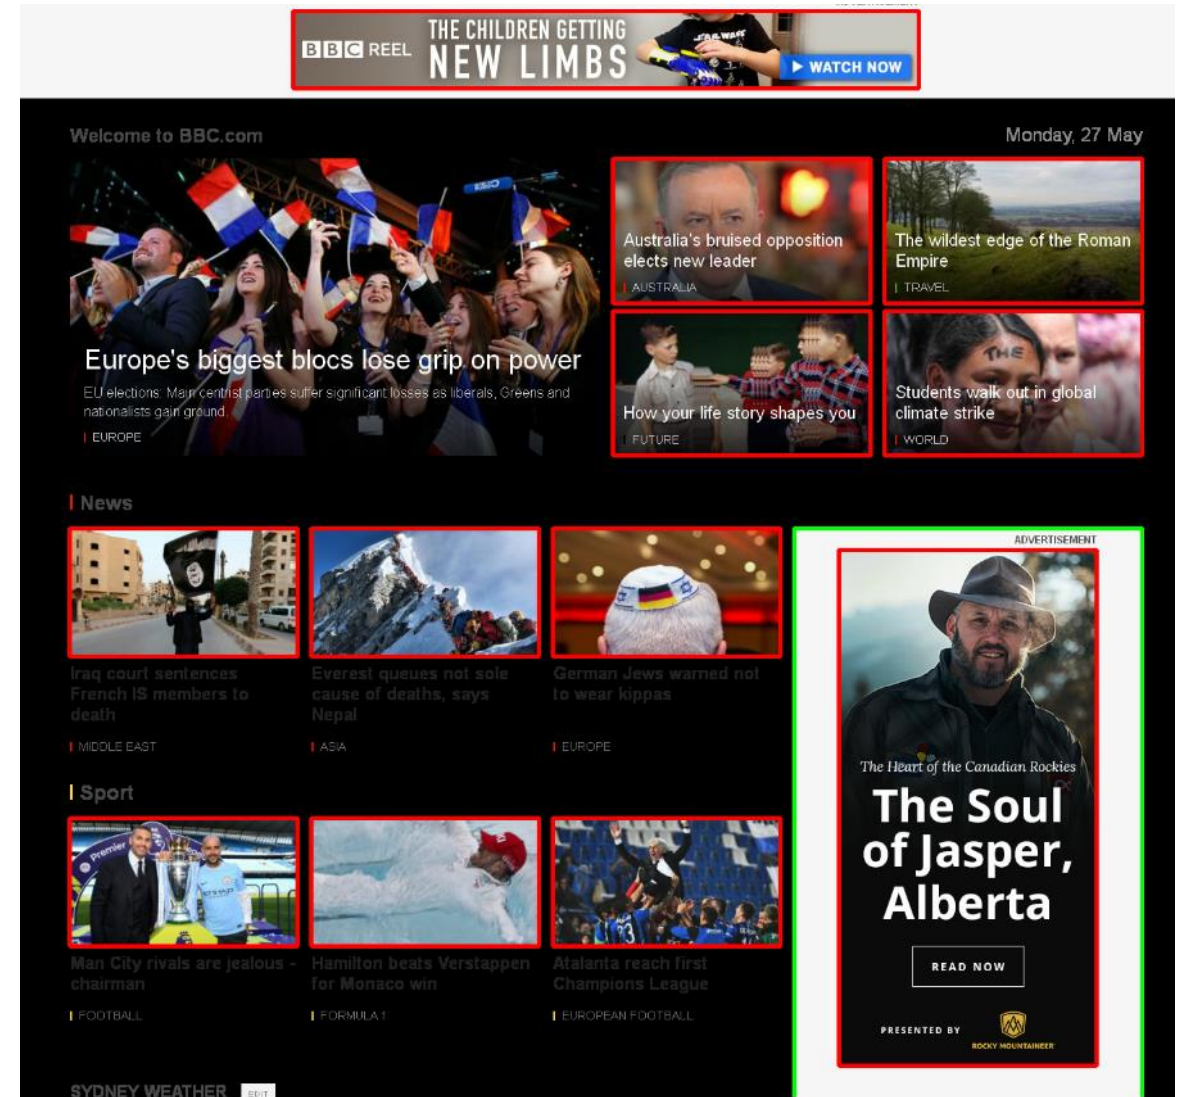 ADVERTISEMENT
BBC REEL
THE CHILDREN GETTING
NEW LIMBS
WATCH NOW
Welcome to BBC.com
Monday, 27 May
Europe's biggest blocs lose grip on power
EU elections: Main centrist parties suffer significant losses as liberals, Greens and
nationalists gain ground.
EUROPE
Australia's bruised opposition
elects new leader
AUSTRALIA
The wildest edge of the Roman
Empire
TRAVEL
How your life story shapes you
FUTURE
THE
Students walk out in global
climate strike
WORLD
News
Iraq court sentences
French IS members to
death
MIDDLE EAST
Everest queues not sole
cause of deaths, says
Nepal
ASIA
German Jews warned not
to wear kippas
EUROPE
Sport
Premier
Man City rivals are jealous -
chairman
FOOTBALL
Hamilton beats Verstappen
for Monaco win
FORMULA 1
Atalanta reach first
Champions League
EUROPEAN FOOTBALL
ADVERTISEMENT
The Heart of the Canadian Rockies
The Soul
of Jasper,
Alberta
READ NOW
PRESENTED BY
ROCKY MOUNTAINEER
SYDNEY WEATHER
EDIT